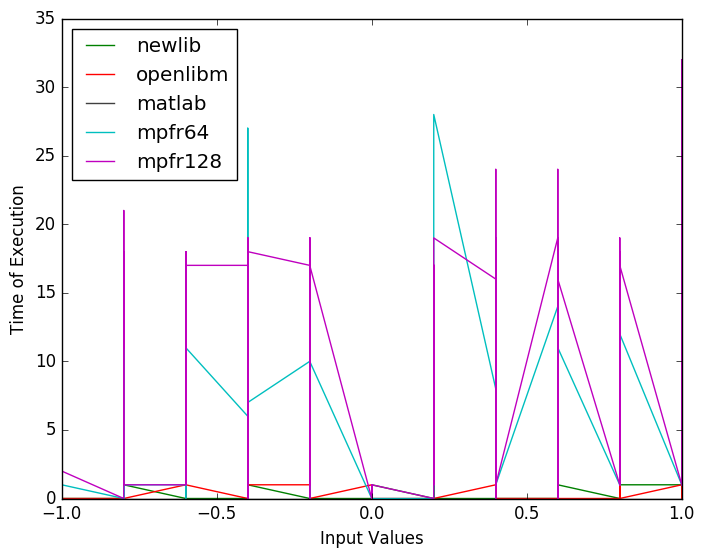 35
30
25
20
15
10
5
0
newlib
openlibm
matlab
mpfr64
mpfr128
Time of Execution
−1.0 −0.5 0.0 0.5 1.0
Input Values